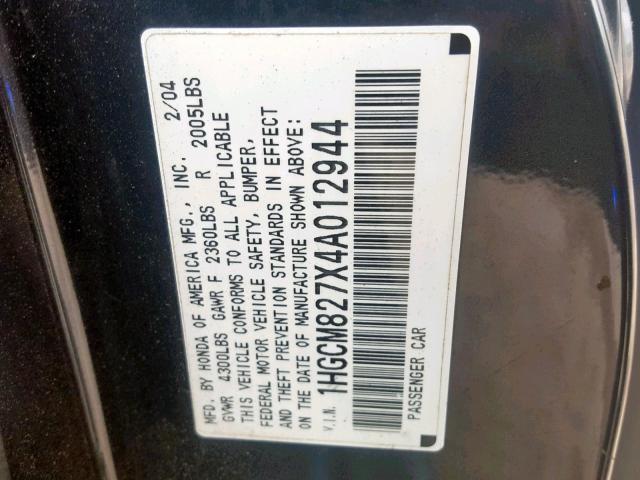 MFD. BY HONDA OF AMERICA MFG., INC. 2/04
GVWR 4300LBS GAWR F 2360LBS R 2005LBS
THIS VEHICLE CONFORMS TO ALL APPLICABLE
FEDERAL MOTOR VEHICLE SAFETY, BUMPER,
AND THEFT PREVENTION STANDARDS IN EFFECT
ON THE DATE OF MANUFACTURE SHOWN ABOVE:
V.I.N. 1HGCM827X4A012944
PASSENGER CAR